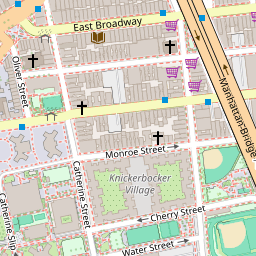 East Broadway
Oliver Street
Manhattan Bridge
Monroe Street
Knickerbocker
Village
Catherine Street
Catherine Slip
Cherry Street
Water Street